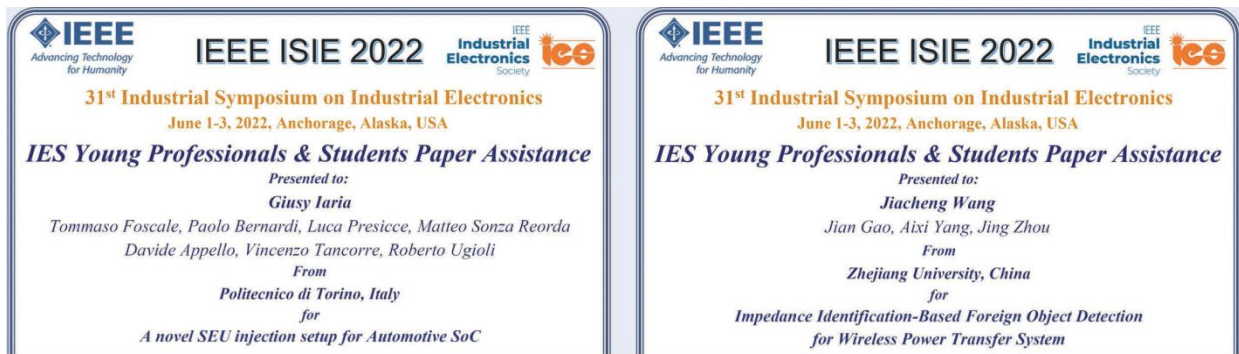 IEEE
Advancing Technology
for Humanity
IEEE ISIE 2022
IEEE
Industrial
Electronics
Society
ies
31st Industrial Symposium on Industrial Electronics
June 1-3, 2022, Anchorage, Alaska, USA
IES Young Professionals & Students Paper Assistance
Presented to:
Giusy Iaria
Tommaso Foscale, Paolo Bernardi, Luca Presicce, Matteo Sonza Reorda
Davide Appello, Vincenzo Tancorre, Roberto Ugioli
From
Politecnico di Torino, Italy
for
A novel SEU injection setup for Automotive SoC
IEEE
Advancing Technology
for Humanity
IEEE ISIE 2022
IEEE
Industrial
Electronics
Society
ies
31st Industrial Symposium on Industrial Electronics
June 1-3, 2022, Anchorage, Alaska, USA
IES Young Professionals & Students Paper Assistance
Presented to:
Jiacheng Wang
Jian Gao, Aixi Yang, Jing Zhou
From
Zhejiang University, China
for
Impedance Identification-Based Foreign Object Detection
for Wireless Power Transfer System